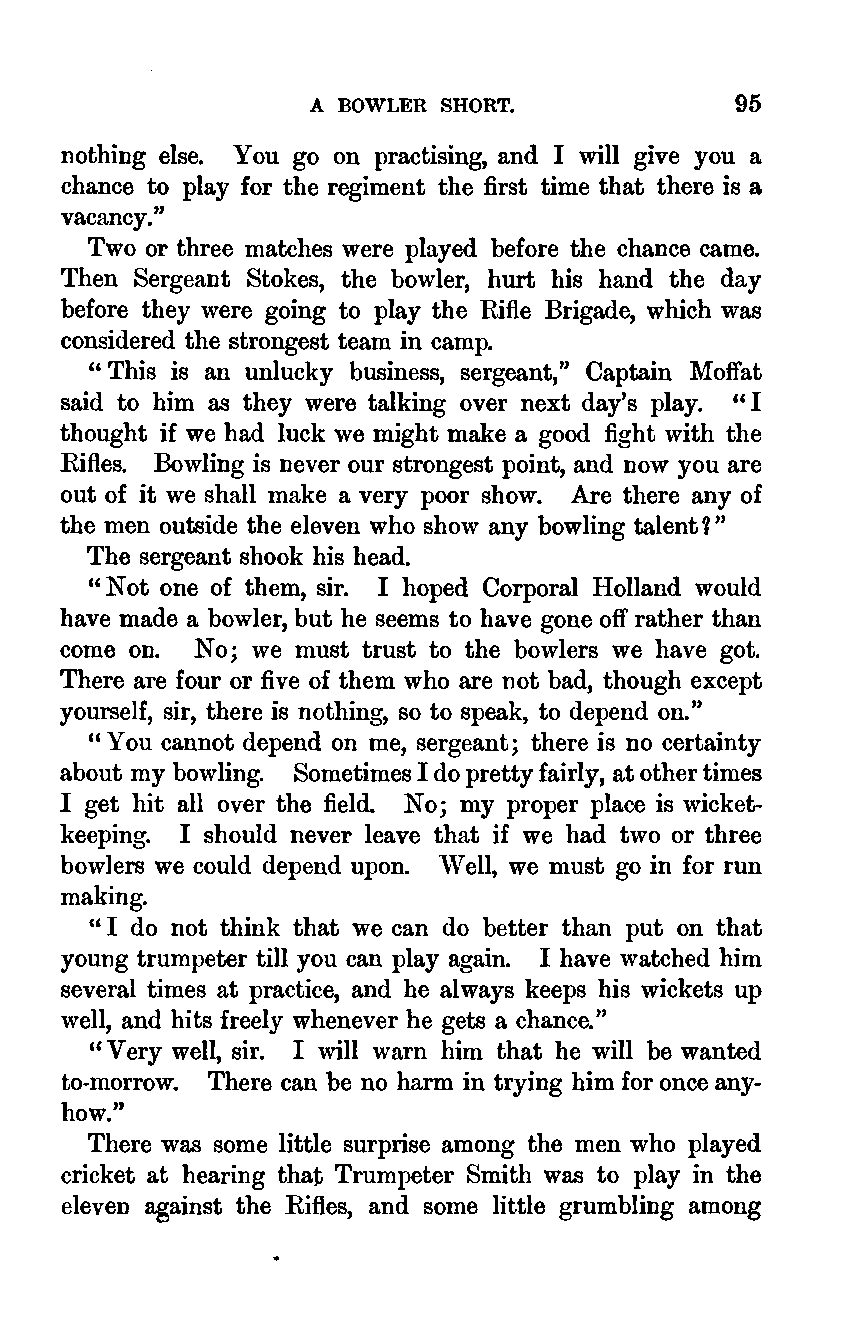 A BOWLER SHORT. 95
nothing else. You go on practising, and I will give you a
chance to play for the regiment the first time that there is a
vacancy.”
Two or three matches were played before the chance came.
Then Sergeant Stokes, the bowler, hurt his hand the day
before they were going to play the Rifle Brigade, which was
considered the strongest team in camp.
“This is an unlucky business, sergeant,” Captain Moffat
said to him as they were talking over next day’s play. “I
thought if we had luck we might make a good fight with the
Rifles. Bowling is never our strongest point, and now you are
out of it we shall make a very poor show. Are there any of
the men outside the eleven who show any bowling talent?”
The sergeant shook his head.
“Not one of them, sir. I hoped Corporal Holland would
have made a bowler, but he seems to have gone off rather than
come on. No; we must trust to the bowlers we have got.
There are four or five of them who are not bad, though except
yourself, sir, there is nothing, so to speak, to depend on.”
“You cannot depend on me, sergeant; there is no certainty
about my bowling. Sometimes I do pretty fairly, at other times
I get hit all over the field. No; my proper place is wicket-
keeping. I should never leave that if we had two or three
bowlers we could depend upon. Well, we must go in for run
making.
“I do not think that we can do better than put on that
young trumpeter till you can play again. I have watched him
several times at practice, and he always keeps his wickets up
well, and hits freely whenever he gets a chance.”
“Very well, sir. I will warn him that he will be wanted
to-morrow. There can be no harm in trying him for once any-
how.”
There was some little surprise among the men who played
cricket at hearing that Trumpeter Smith was to play in the
eleven against the Rifles, and some little grumbling among